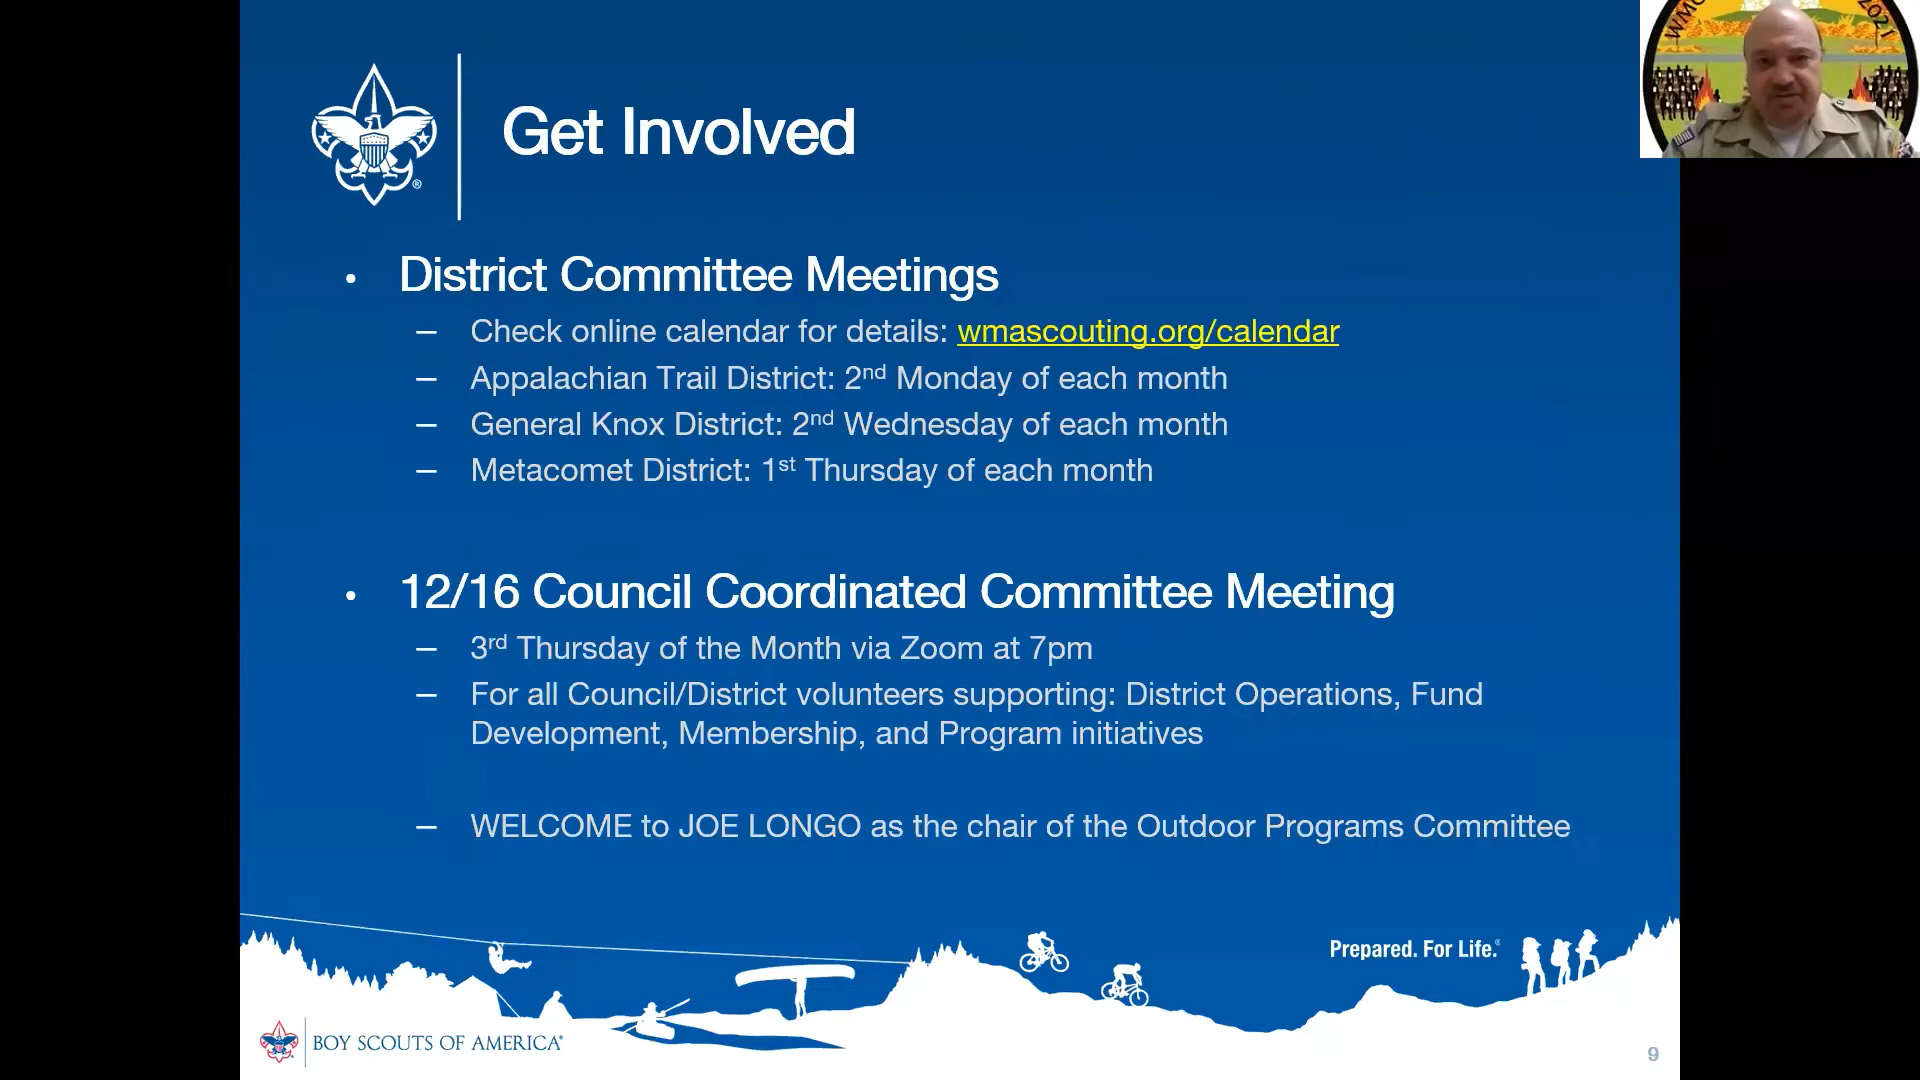 Get Involved
• District Committee Meetings
– Check online calendar for details: wmascouting.org/calendar
– Appalachian Trail District: 2nd Monday of each month
– General Knox District: 2nd Wednesday of each month
– Metacomet District: 1st Thursday of each month
• 12/16 Council Coordinated Committee Meeting
– 3rd Thursday of the Month via Zoom at 7pm
– For all Council/District volunteers supporting: District Operations, Fund
Development, Membership, and Program initiatives
– WELCOME to JOE LONGO as the chair of the Outdoor Programs Committee
Prepared. For Life.®
BOY SCOUTS OF AMERICA®
9
2021